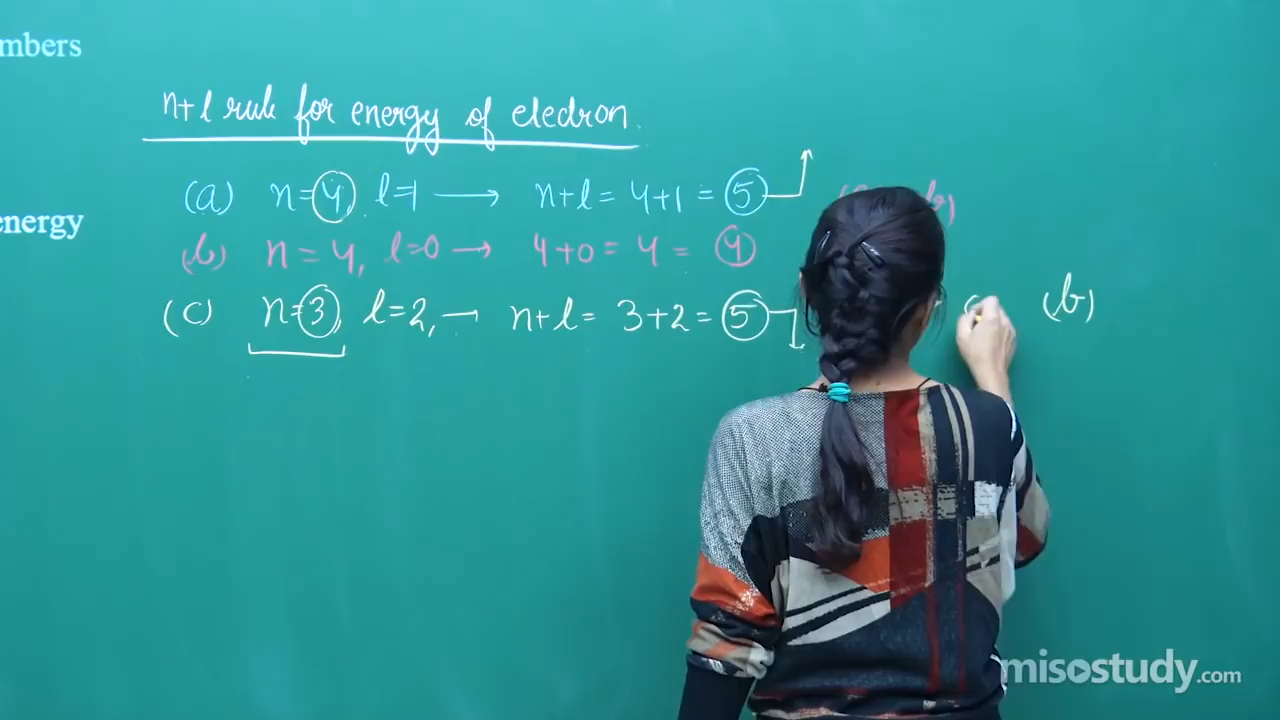 mbers
n+l rule for energy of electron.
energy
(a) n=4, l=1 → n+l = 4+1 = 5
(b) n = 4, l=0 → 4+0 = 4 = 4
(c) n=3, l=2, → n+l = 3+2 = 5 (b)
misostudy.com